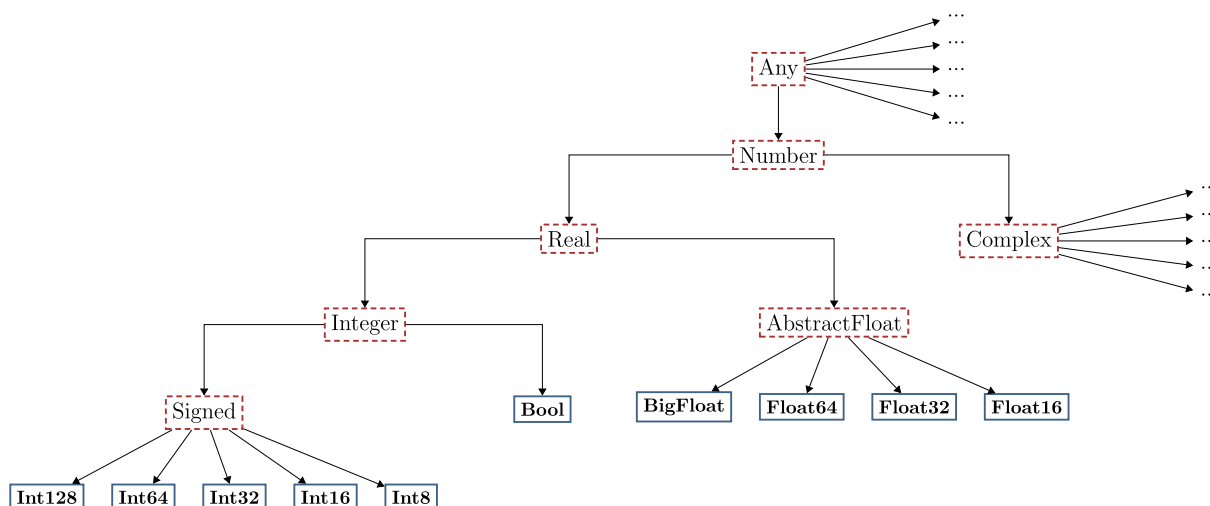 ...
...
Any
...
...
...
Number
...
...
Real
Complex
...
...
...
Integer
AbstractFloat
BigFloat
Float64
Float32
Float16
Signed
Bool
Int128
Int64
Int32
Int16
Int8